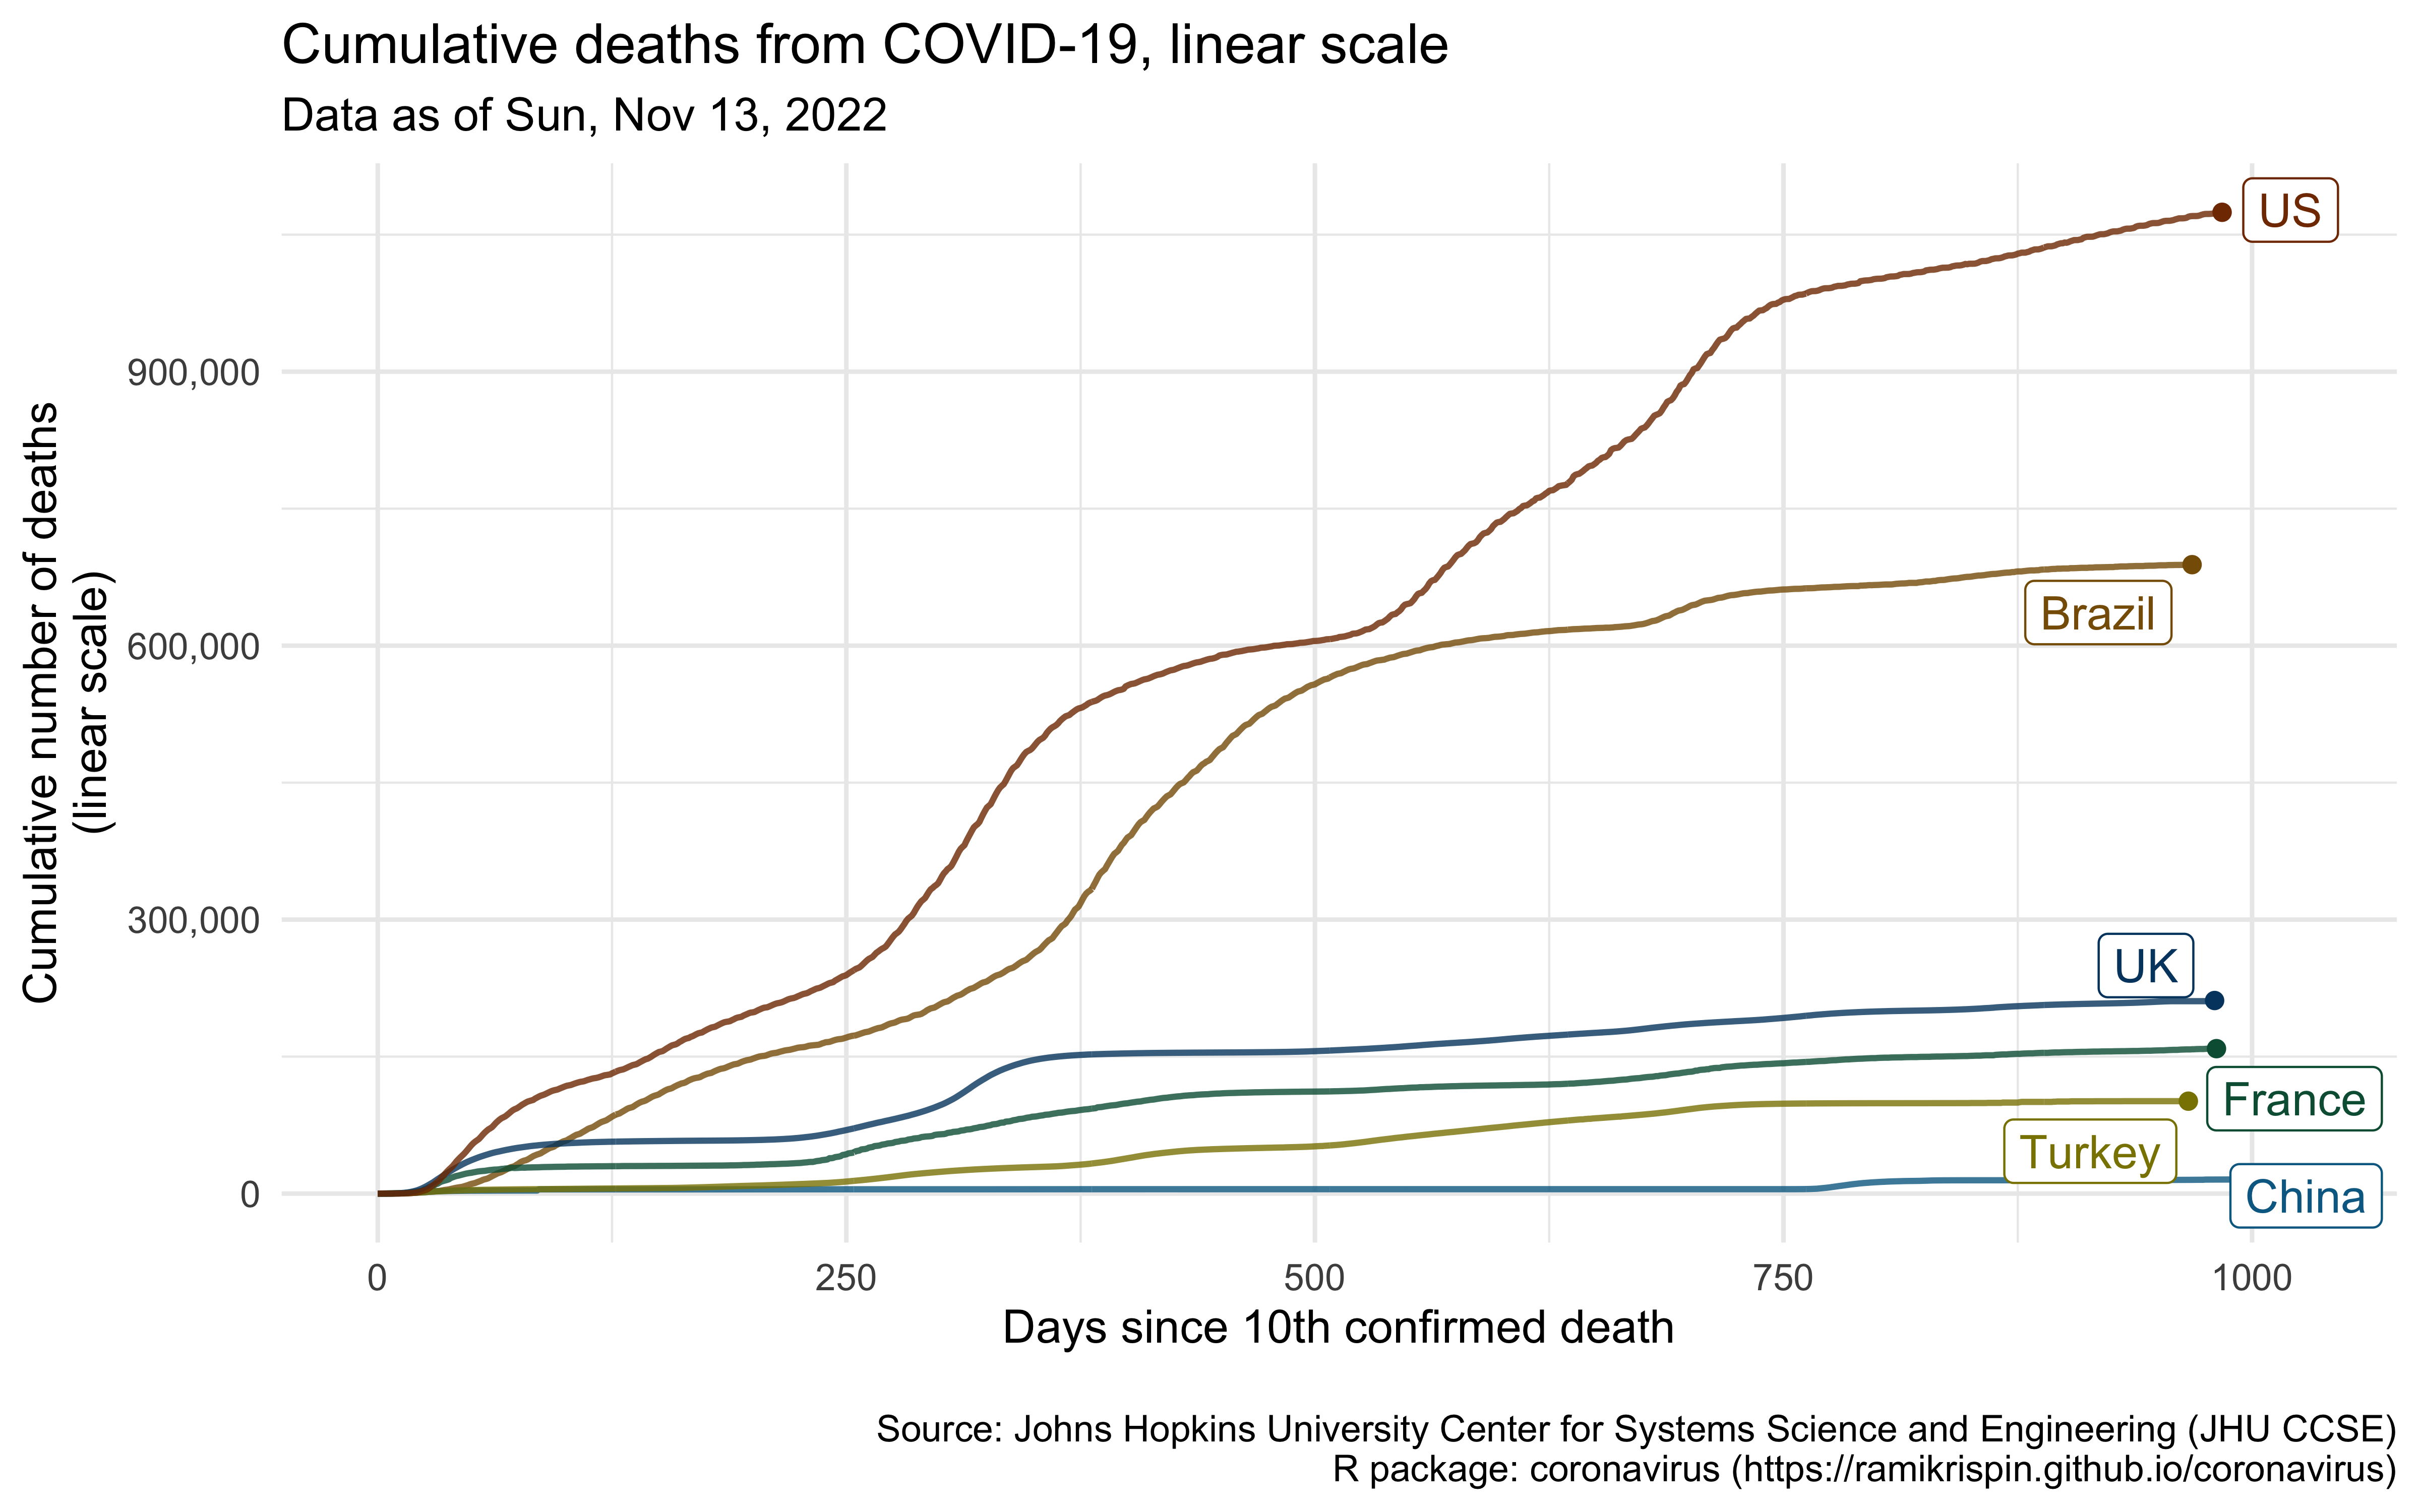 Cumulative deaths from COVID-19, linear scale
Data as of Sun, Nov 13, 2022
Cumulative number of deaths
(linear scale)
900,000
600,000
300,000
0
US
Brazil
UK
France
Turkey
China
0
250
500
750
1000
Days since 10th confirmed death
Source: Johns Hopkins University Center for Systems Science and Engineering (JHU CCSE)
R package: coronavirus (https://ramikrispin.github.io/coronavirus)